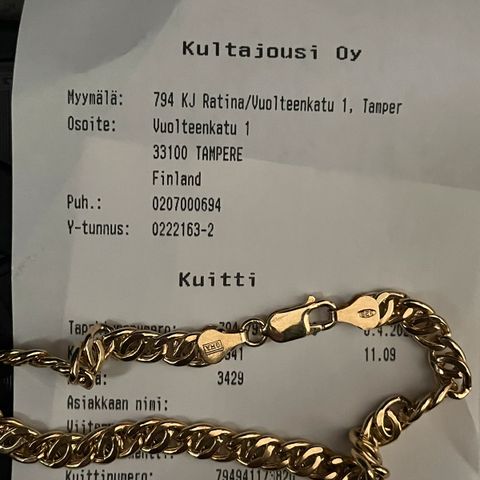 Kultajousi Oy
Myymälä: 794 KJ Ratina/Vuolteenkatu 1, Tamper
Osoite: Vuolteenkatu 1
33100 TAMPERE
Finland
Puh.: 0207000694
Y-tunnus: 0222163-2
Kuitti
11.09
3429
Asiakkaan nimi:
Kuittinumero: